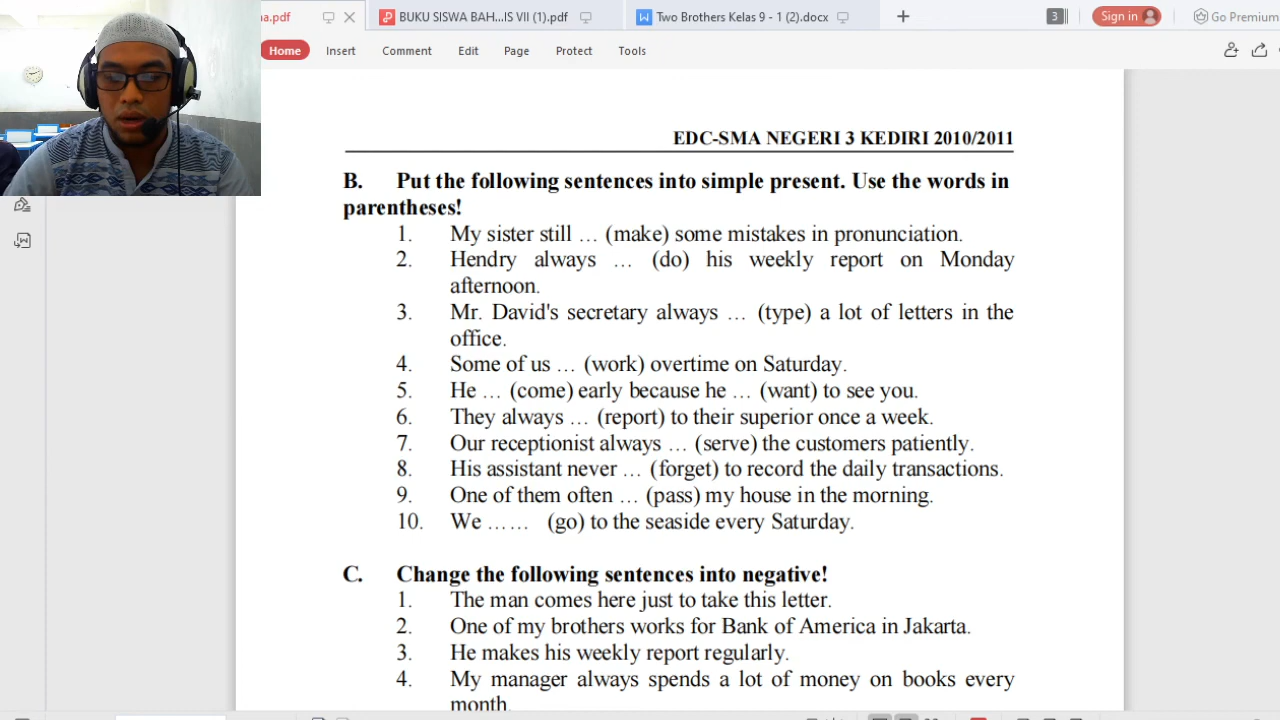 na.pdf
BUKU SISWA BAH...IS VII (1).pdf
Two Brothers Kelas 9 - 1 (2).docx
3
Sign in
Go Premium
Home Insert Comment Edit Page Protect Tools
EDC-SMA NEGERI 3 KEDIRI 2010/2011
B. Put the following sentences into simple present. Use the words in
parentheses!
1. My sister still … (make) some mistakes in pronunciation.
2. Hendry always … (do) his weekly report on Monday
afternoon.
3. Mr. David's secretary always … (type) a lot of letters in the
office.
4. Some of us … (work) overtime on Saturday.
5. He … (come) early because he … (want) to see you.
6. They always … (report) to their superior once a week.
7. Our receptionist always … (serve) the customers patiently.
8. His assistant never … (forget) to record the daily transactions.
9. One of them often … (pass) my house in the morning.
10. We …… (go) to the seaside every Saturday.
C. Change the following sentences into negative!
1. The man comes here just to take this letter.
2. One of my brothers works for Bank of America in Jakarta.
3. He makes his weekly report regularly.
4. My manager always spends a lot of money on books every
month.